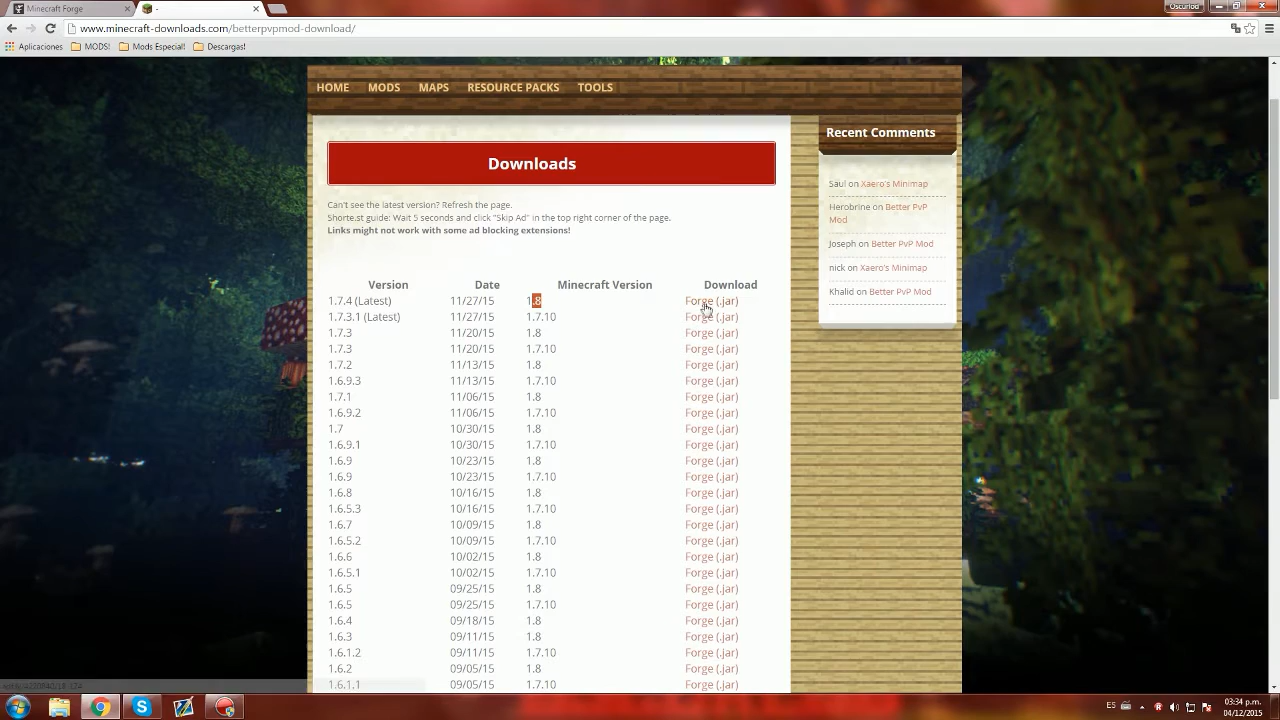 Minecraft Forge
-
Oscurlod
www.minecraft-downloads.com/betterpvpmod-download/
Aplicaciones MODS! Mods Especial! Descargas!
HOME MODS MAPS RESOURCE PACKS TOOLS
Downloads
Can't see the latest version? Refresh the page.
Shorte.st guide: Wait 5 seconds and click "Skip Ad" in the top right corner of the page.
Links might not work with some ad blocking extensions!
Version Date Minecraft Version Download
1.7.4 (Latest) 11/27/15 1.8 Forge (.jar)
1.7.3.1 (Latest) 11/27/15 1.7.10 Forge (.jar)
1.7.3 11/20/15 1.8 Forge (.jar)
1.7.3 11/20/15 1.7.10 Forge (.jar)
1.7.2 11/13/15 1.8 Forge (.jar)
1.6.9.3 11/13/15 1.7.10 Forge (.jar)
1.7.1 11/06/15 1.8 Forge (.jar)
1.6.9.2 11/06/15 1.7.10 Forge (.jar)
1.7 10/30/15 1.8 Forge (.jar)
1.6.9.1 10/30/15 1.7.10 Forge (.jar)
1.6.9 10/23/15 1.8 Forge (.jar)
1.6.9 10/23/15 1.7.10 Forge (.jar)
1.6.8 10/16/15 1.8 Forge (.jar)
1.6.5.3 10/16/15 1.7.10 Forge (.jar)
1.6.7 10/09/15 1.8 Forge (.jar)
1.6.5.2 10/09/15 1.7.10 Forge (.jar)
1.6.6 10/02/15 1.8 Forge (.jar)
1.6.5.1 10/02/15 1.7.10 Forge (.jar)
1.6.5 09/25/15 1.8 Forge (.jar)
1.6.5 09/25/15 1.7.10 Forge (.jar)
1.6.4 09/18/15 1.8 Forge (.jar)
1.6.3 09/11/15 1.8 Forge (.jar)
1.6.1.2 09/11/15 1.7.10 Forge (.jar)
1.6.2 09/05/15 1.8 Forge (.jar)
1.6.1.1 09/05/15 1.7.10 Forge (.jar)
Recent Comments
Saul on Xaero's Minimap
Herobrine on Better PvP
Mod
Joseph on Better PvP Mod
nick on Xaero's Minimap
Khalid on Better PvP Mod
ES
03:34 p.m.
04/12/2015